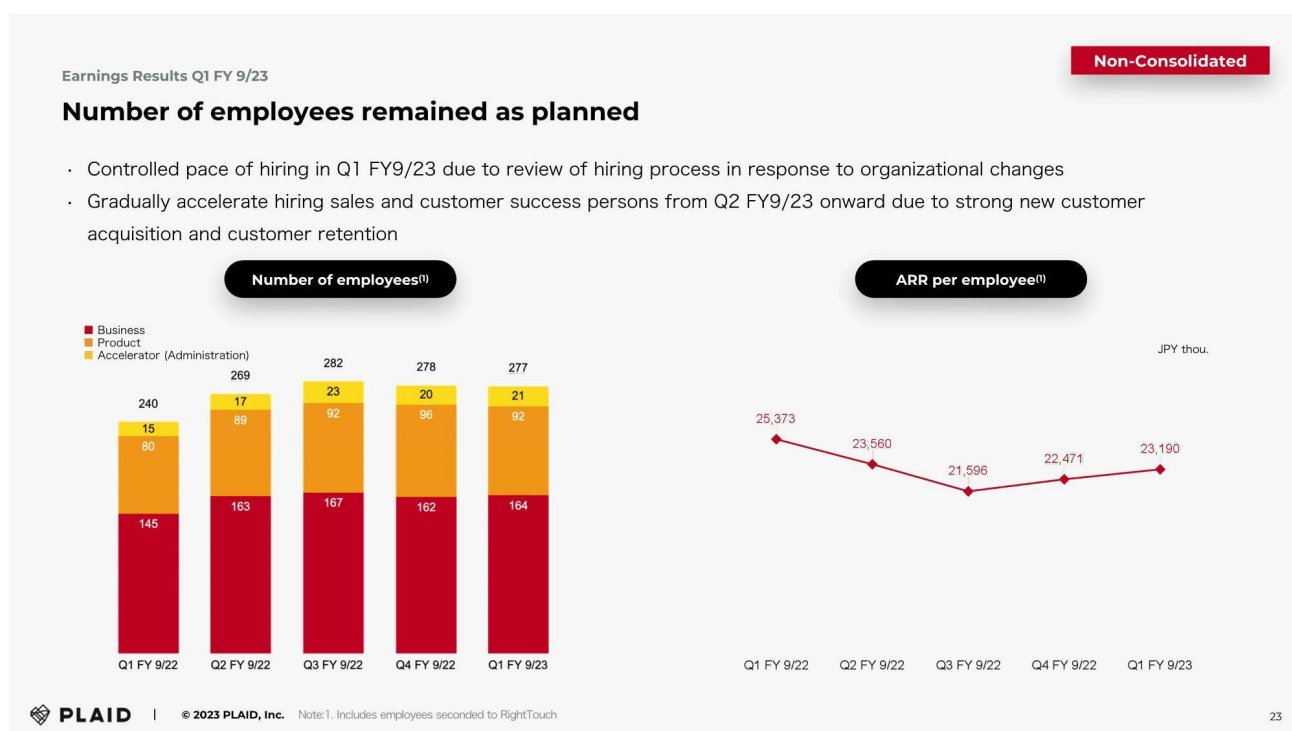 Earnings Results Q1 FY 9/23
Non-Consolidated
Number of employees remained as planned
・ Controlled pace of hiring in Q1 FY9/23 due to review of hiring process in response to organizational changes
・ Gradually accelerate hiring sales and customer success persons from Q2 FY9/23 onward due to strong new customer
acquisition and customer retention
Number of employees(1)
Business
Product
Accelerator (Administration)
240
269
282
278
277
15
17
23
20
21
80
89
92
96
92
145
163
167
162
164
Q1 FY 9/22
Q2 FY 9/22
Q3 FY 9/22
Q4 FY 9/22
Q1 FY 9/23
ARR per employee(1)
JPY thou.
25,373
23,560
21,596
22,471
23,190
Q1 FY 9/22
Q2 FY 9/22
Q3 FY 9/22
Q4 FY 9/22
Q1 FY 9/23
PLAID | © 2023 PLAID, Inc. Note:1. Includes employees seconded to RightTouch
23